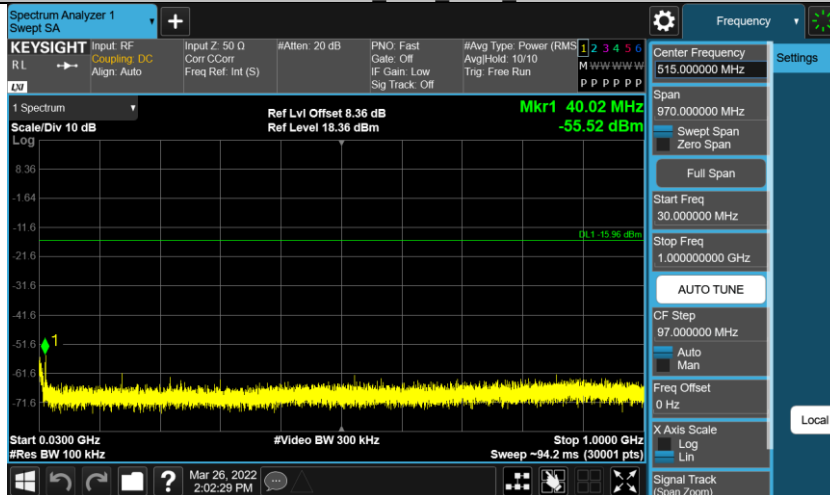 Spectrum Analyzer 1
Swept SA
+
Frequency
KEYSIGHT
RL
LXI
Input: RF
Coupling: DC
Align: Auto
Input Z: 50 Ω
Corr CCorr
Freq Ref: Int (S)
#Atten: 20 dB
PNO: Fast
Gate: Off
IF Gain: Low
Sig Track: Off
#Avg Type: Power (RMS
Avg|Hold: 10/10
Trig: Free Run
1 2 3 4 5 6
M W W W W W
P P P P P P
Center Frequency
515.000000 MHz
Settings
Span
970.000000 MHz
Swept Span
Zero Span
Full Span
Start Freq
30.000000 MHz
Stop Freq
1.000000000 GHz
AUTO TUNE
CF Step
97.000000 MHz
Auto
Man
Freq Offset
0 Hz
X Axis Scale
Log
Lin
Signal Track
(Span Zoom)
Local
1 Spectrum
Scale/Div 10 dB
Log
Ref Lvl Offset 8.36 dB
Ref Level 18.36 dBm
Mkr1 40.02 MHz
-55.52 dBm
8.36
-1.64
-11.6
DL1 -15.96 dBm
-21.6
-31.6
-41.6
-51.6
1
-61.6
-71.6
Start 0.0300 GHz
#Video BW 300 kHz
Stop 1.0000 GHz
#Res BW 100 kHz
Sweep ~94.2 ms (30001 pts)
?
Mar 26, 2022
2:02:29 PM